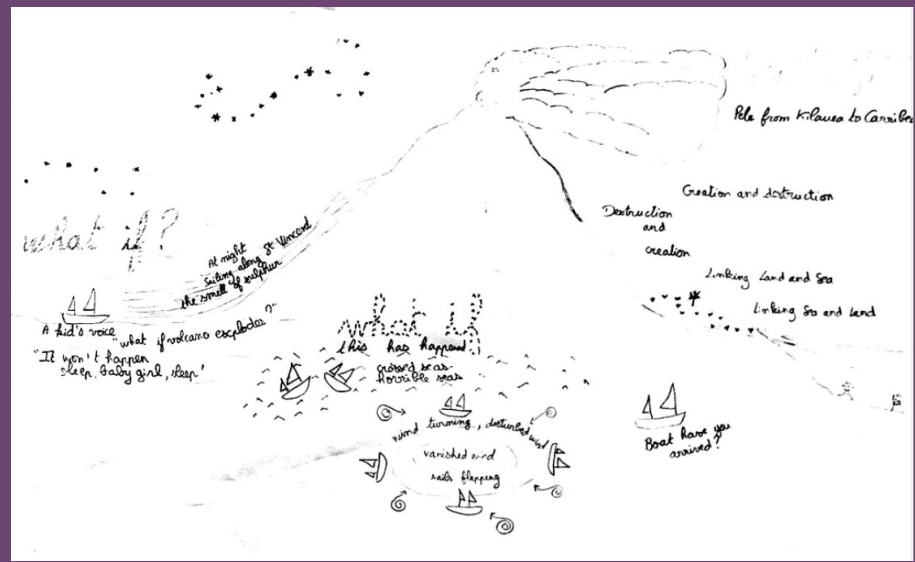 Pele from Kilauea to Carribea
Creation and destruction
Destruction
and
creation
Linking Land and Sea
Linking Sea and Land
what if?
At night
Sailing along St Vincent
the smell of sulphur
A kid's voice "what if volcano explodes?"
"It won't happen
sleep, baby girl, sleep'
what if?
this has happened
crossed seas
horrible seas
wind turning, disturbed wind
vanished wind
sails flapping
Boat have you
arrived?